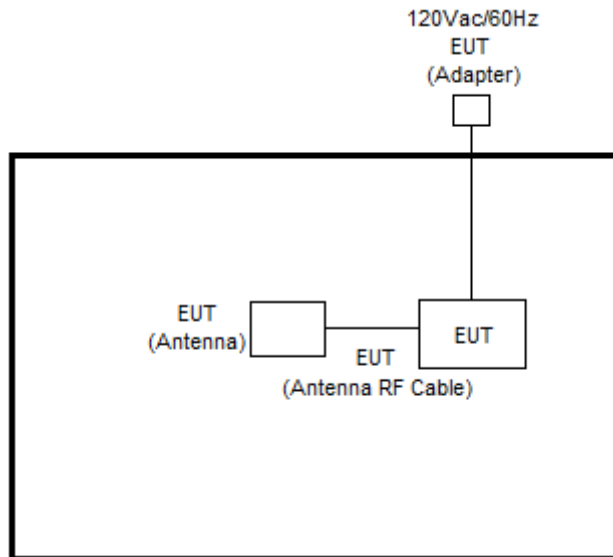 120Vac/60Hz
EUT
(Adapter)
EUT
(Antenna)
EUT
EUT
(Antenna RF Cable)